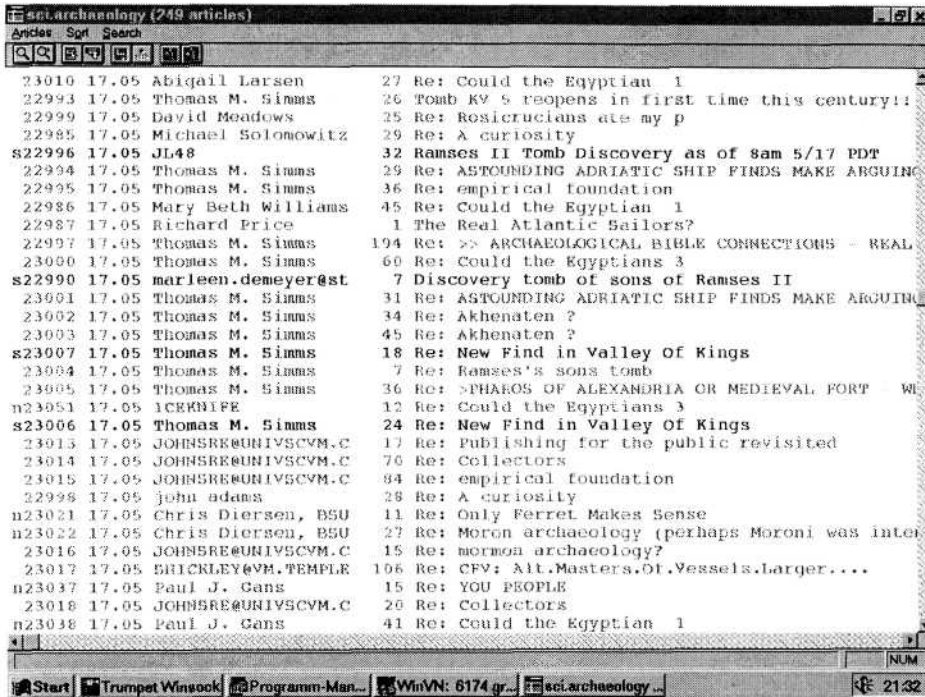 sci.archaeology (249 articles)
Articles Sort Search
23010 17.05 Abigail Larsen 27 Re: Could the Egyptian 1
22993 17.05 Thomas M. Simms 26 Tomb KV 5 reopens in first time this century!!
22999 17.05 David Meadows 25 Re: Rosicrucians ate my p
22985 17.05 Michael Solomowitz 29 Re: A curiosity
s22996 17.05 JL48 32 Ramses II Tomb Discovery as of 8am 5/17 PDT
22994 17.05 Thomas M. Simms 29 Re: ASTOUNDING ADRIATIC SHIP FINDS MAKE ARGUING
22995 17.05 Thomas M. Simms 36 Re: empirical foundation
22986 17.05 Mary Beth Williams 45 Re: Could the Egyptian 1
22987 17.05 Richard Price 1 The Real Atlantic Sailors?
22997 17.05 Thomas M. Simms 194 Re: >> ARCHAEOLOGICAL BIBLE CONNECTIONS - REAL
23000 17.05 Thomas M. Simms 60 Re: Could the Egyptians 3
s22990 17.05 marleen.demeyer@st 7 Discovery tomb of sons of Ramses II
23001 17.05 Thomas M. Simms 31 Re: ASTOUNDING ADRIATIC SHIP FINDS MAKE ARGUING
23002 17.05 Thomas M. Simms 34 Re: Akhenaten ?
23003 17.05 Thomas M. Simms 45 Re: Akhenaten ?
s23007 17.05 Thomas M. Simms 18 Re: New Find in Valley Of Kings
23004 17.05 Thomas M. Simms 7 Re: Ramses's sons tomb
23005 17.05 Thomas M. Simms 36 Re: >PHAROS OF ALEXANDRIA OR MEDIEVAL FORT - WH
n23051 17.05 ICEKNIFE 12 Re: Could the Egyptians 3
s23006 17.05 Thomas M. Simms 24 Re: New Find in Valley Of Kings
23013 17.05 JOHNSRE@UNIVSCVM.C 17 Re: Publishing for the public revisited
23014 17.05 JOHNSRE@UNIVSCVM.C 70 Re: Collectors
23015 17.05 JOHNSRE@UNIVSCVM.C 84 Re: empirical foundation
22998 17.05 john adams 28 Re: A curiosity
n23021 17.05 Chris Diersen, BSU 11 Re: Only Ferret Makes Sense
n23022 17.05 Chris Diersen, BSU 27 Re: Moron archaeology (perhaps Moroni was inter
23016 17.05 JOHNSRE@UNIVSCVM.C 15 Re: mormon archaeology?
23017 17.05 SHICKLEY@VM.TEMPLE 106 Re: CFV: Alt.Masters.Of.Vessels.Larger....
n23037 17.05 Paul J. Gans 15 Re: YOU PEOPLE
23018 17.05 JOHNSRE@UNIVSCVM.C 20 Re: Collectors
n23038 17.05 Paul J. Gans 41 Re: Could the Egyptian 1
NUM
Start Trumpet Winsock Programm-Man... WinVN: 6174 gr... sci.archaeology ... 21:32